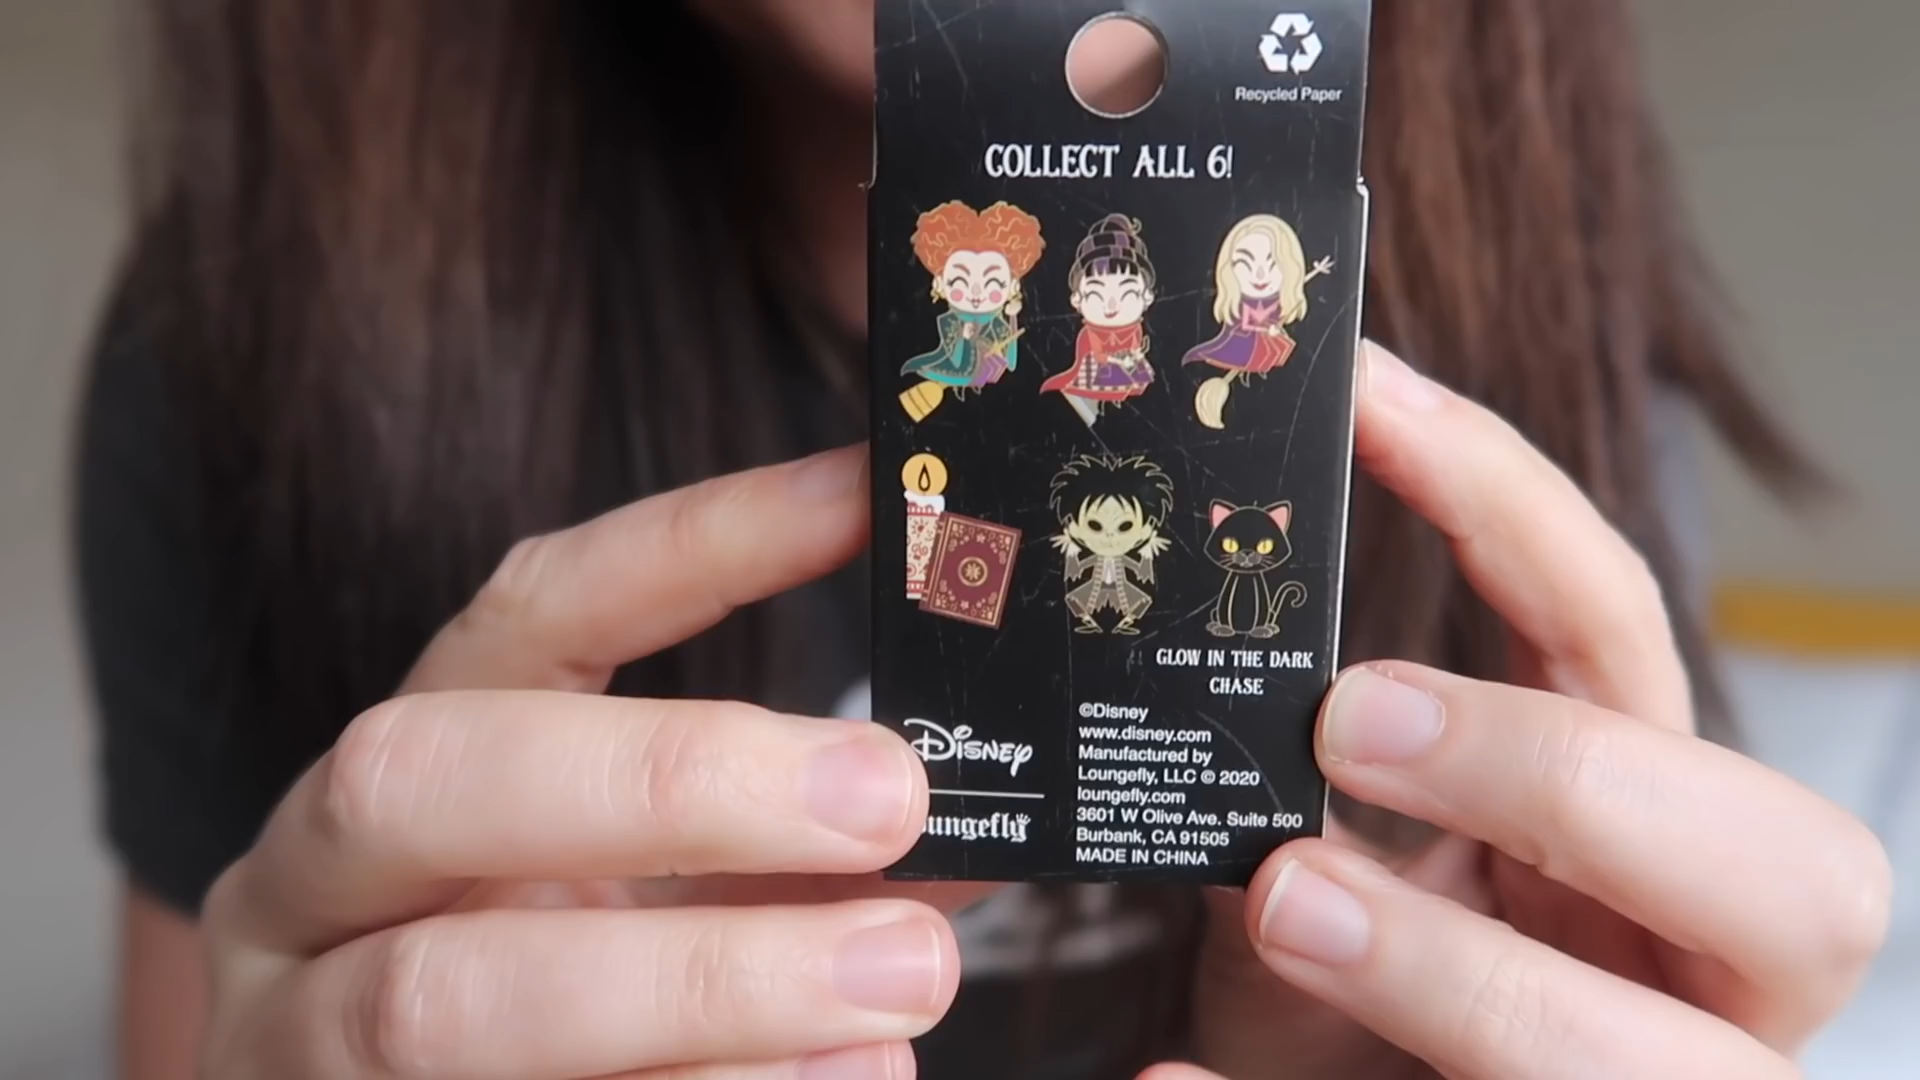 Recycled Paper
COLLECT ALL 6!
GLOW IN THE DARK
CHASE
Disney
©Disney
www.disney.com
Manufactured by
Loungefly, LLC © 2020
loungefly.com
3601 W Olive Ave. Suite 500
Burbank, CA 91505
MADE IN CHINA
ungefly